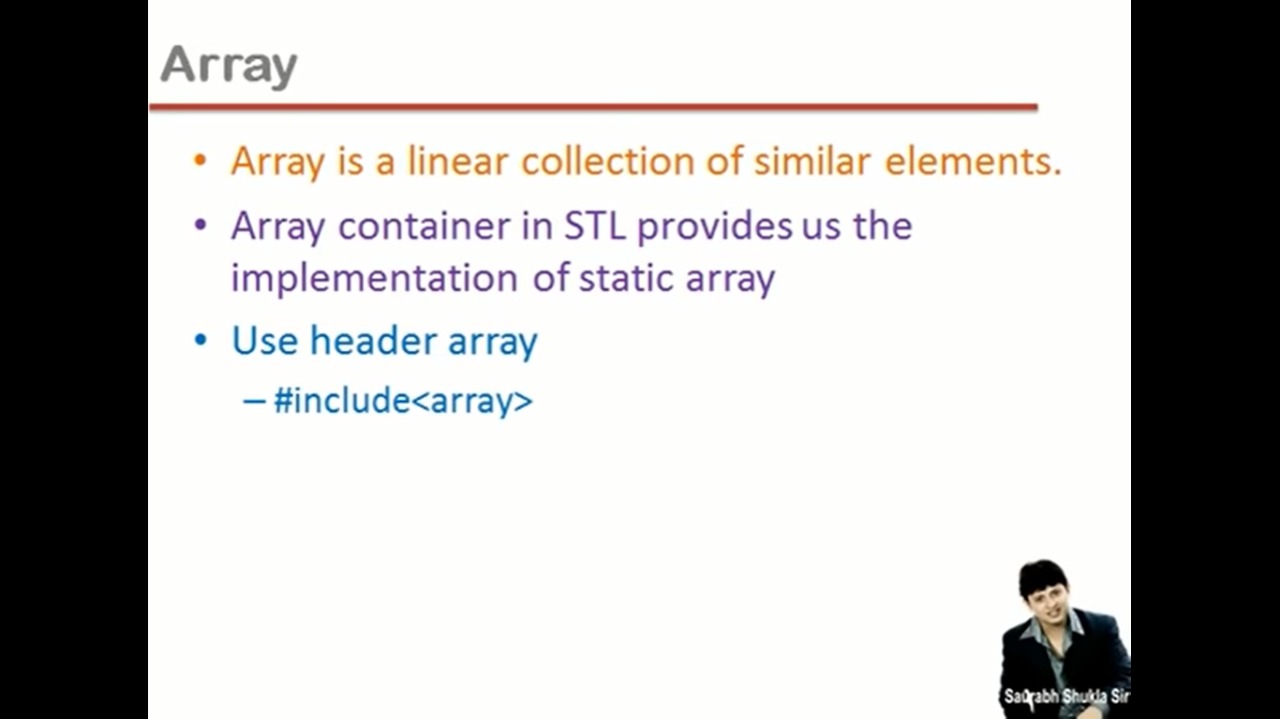 Array
• Array is a linear collection of similar elements.
• Array container in STL provides us the
implementation of static array
• Use header array
– #include<array>
Saurabh Shukla Sir